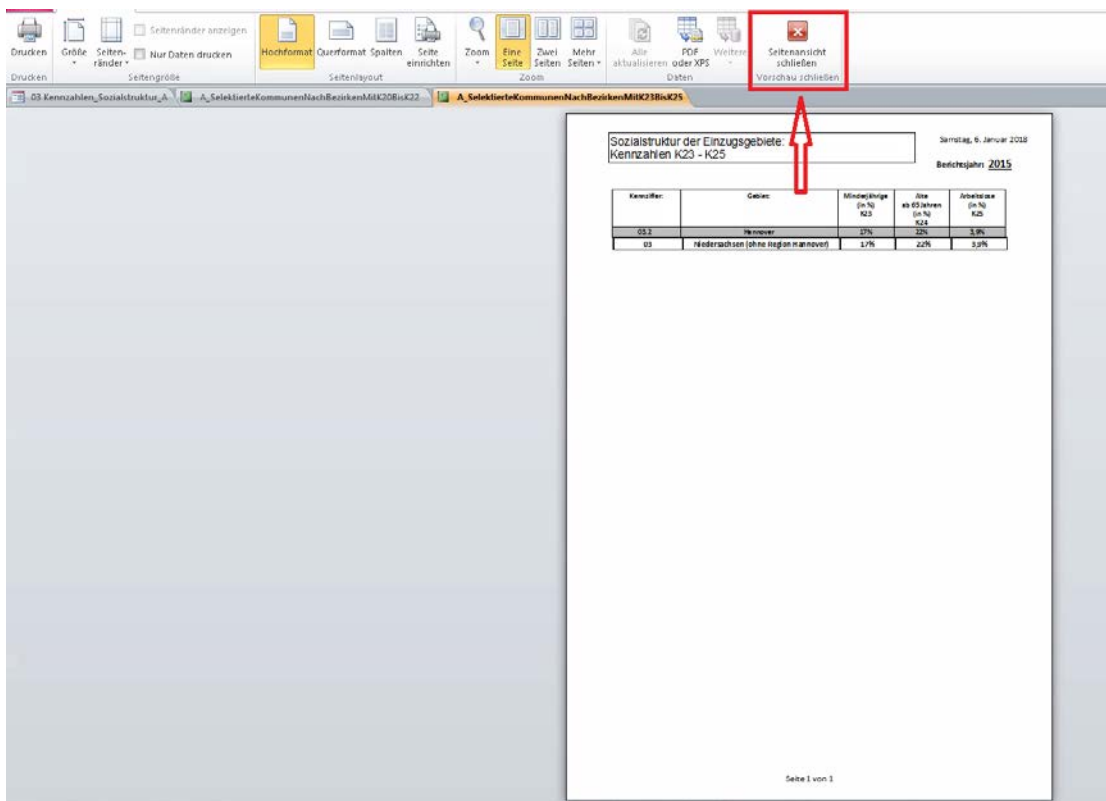 Drucken
Größe
Seiten-
ränder
Seitenränder anzeigen
Nur Daten drucken
Hochformat
Querformat
Spalten
Seite
einrichten
Zoom
Eine
Seite
Zwei
Seiten
Mehr
Seiten
Alle
aktualisieren
PDF
oder XPS
Weitere
Seitenansicht
schließen
Drucken
Seitengröße
Seitenlayout
Zoom
Daten
Vorschau schließen
03 Kennzahlen_Sozialstruktur_A
A_SelektierteKommunenNachBezirkenMitK20BisK22
A_SelektierteKommunenNachBezirkenMitK23BisK25
Sozialstruktur der Einzugsgebiete:
Kennzahlen K23 - K25
Samstag, 6. Januar 2018
Berichtsjahr: 2015
Kennziffer: Gebiet: Minderjährige (in %) K23 Alte ab 65 Jahren (in %) K24 Arbeitslose (in %) K25
03.2 Hannover 17% 22% 3,9%
03 Niedersachsen (ohne Region Hannover) 17% 22% 3,9%
Seite 1 von 1